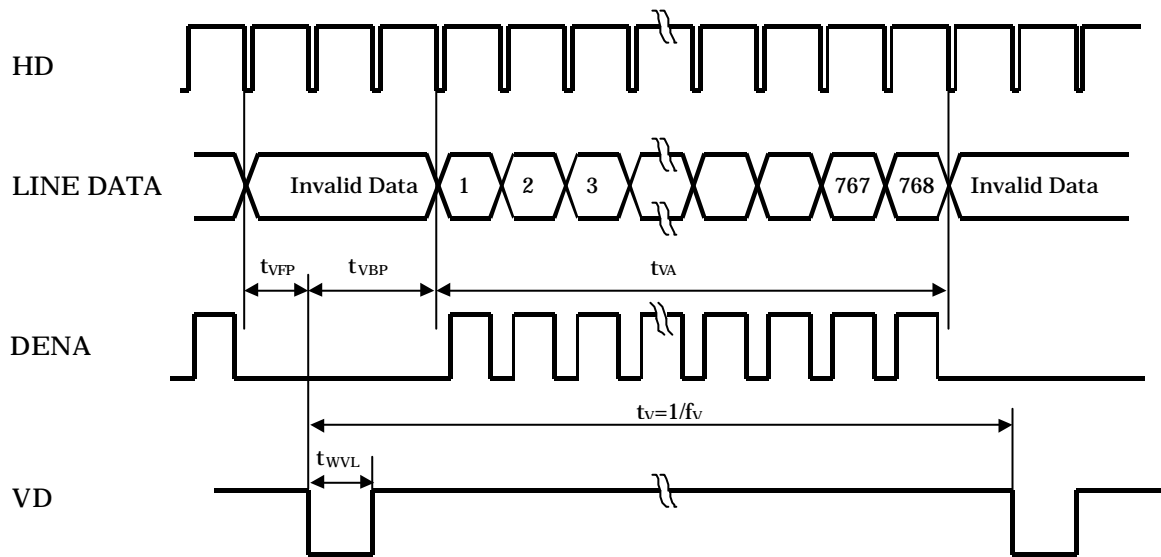 HD
LINE DATA
Invalid Data 1 2 3 767 768 Invalid Data
tVFP tVBP tVA
DENA
tV=1/fV
tWVL
VD